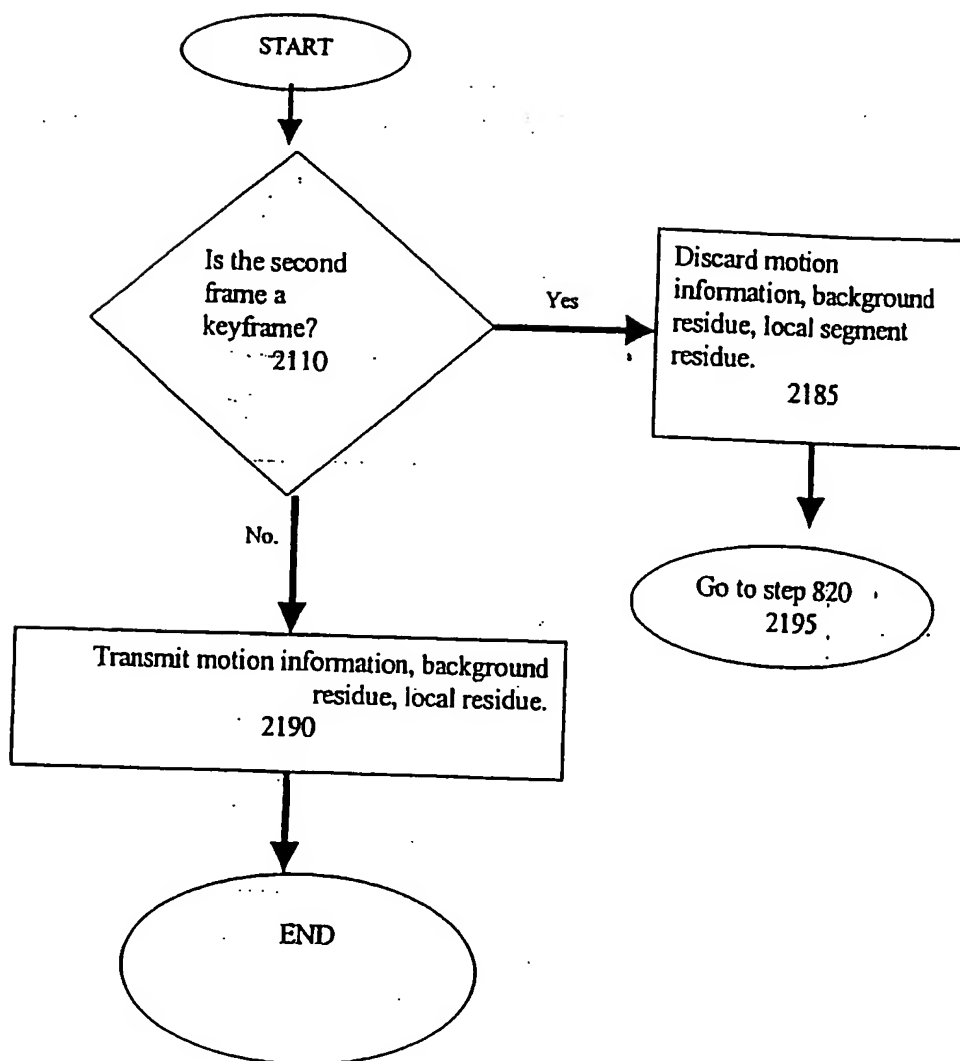 START
Is the second
frame a
keyframe?
2110
Yes
Discard motion
information, background
residue, local segment
residue.
2185
No.
Go to step 820
2195
Transmit motion information, background
residue, local residue.
2190
END